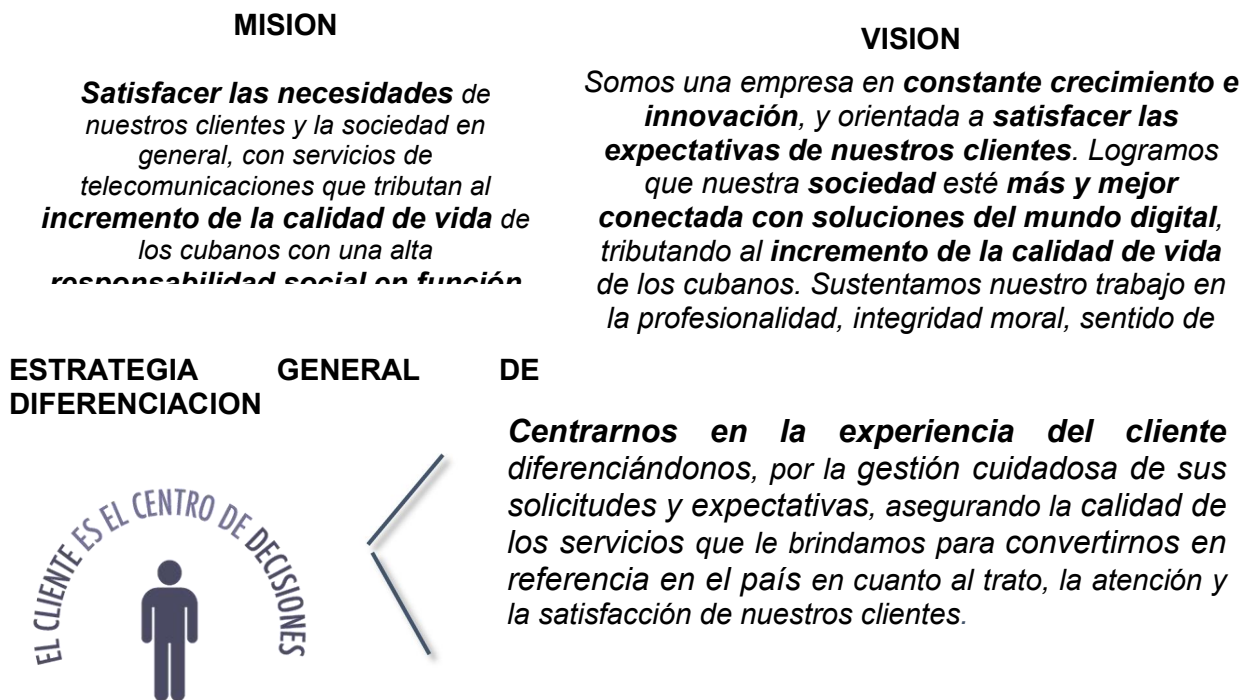 MISION
Satisfacer las necesidades de
nuestros clientes y la sociedad en
general, con servicios de
telecomunicaciones que tributan al
incremento de la calidad de vida de
los cubanos con una alta
responsabilidad social en función
VISION
Somos una empresa en constante crecimiento e
innovación, y orientada a satisfacer las
expectativas de nuestros clientes. Logramos
que nuestra sociedad esté más y mejor
conectada con soluciones del mundo digital,
tributando al incremento de la calidad de vida
de los cubanos. Sustentamos nuestro trabajo en
la profesionalidad, integridad moral, sentido de
ESTRATEGIA GENERAL DE
DIFERENCIACION
EL CLIENTE ES EL CENTRO DE DECISIONES
Centrarnos en la experiencia del cliente
diferenciándonos, por la gestión cuidadosa de sus
solicitudes y expectativas, asegurando la calidad de
los servicios que le brindamos para convertirnos en
referencia en el país en cuanto al trato, la atención y
la satisfacción de nuestros clientes.